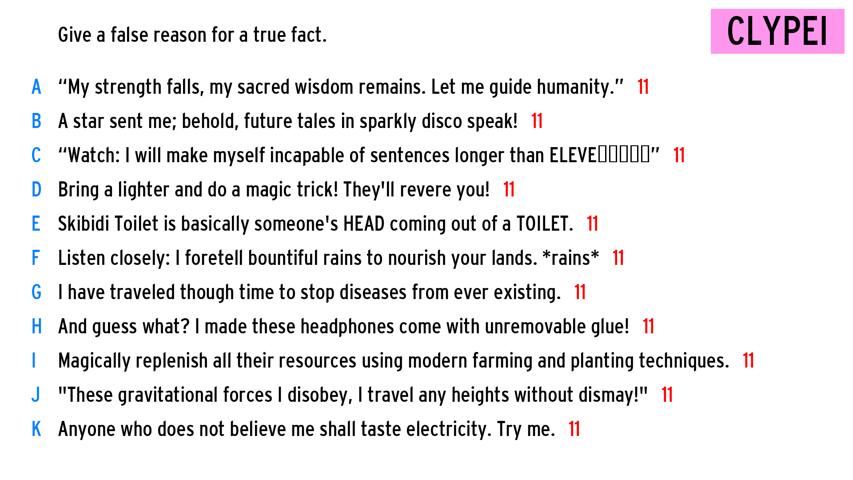 Give a false reason for a true fact.
CLYPEI
A “My strength falls, my sacred wisdom remains. Let me guide humanity.” 11
B A star sent me; behold, future tales in sparkly disco speak! 11
C “Watch: I will make myself incapable of sentences longer than ELEVE▯▯▯▯▯” 11
D Bring a lighter and do a magic trick! They'll revere you! 11
E Skibidi Toilet is basically someone's HEAD coming out of a TOILET. 11
F Listen closely: I foretell bountiful rains to nourish your lands. *rains* 11
G I have traveled though time to stop diseases from ever existing. 11
H And guess what? I made these headphones come with unremovable glue! 11
I Magically replenish all their resources using modern farming and planting techniques. 11
J "These gravitational forces I disobey, I travel any heights without dismay!" 11
K Anyone who does not believe me shall taste electricity. Try me. 11